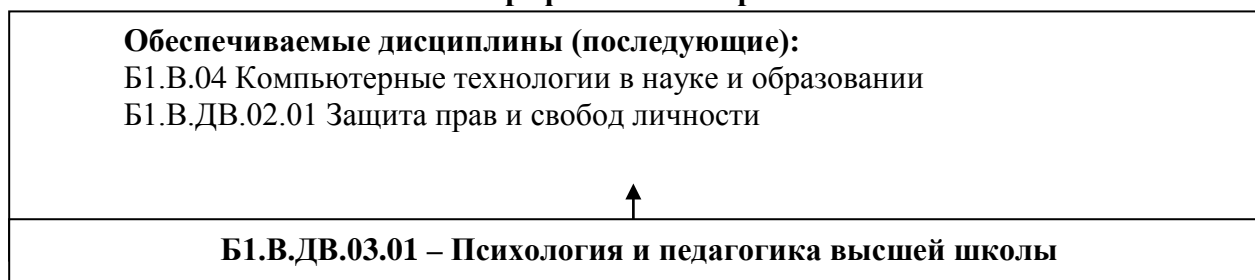 Обеспечиваемые дисциплины (последующие):
Б1.В.04 Компьютерные технологии в науке и образовании
Б1.В.ДВ.02.01 Защита прав и свобод личности
Б1.В.ДВ.03.01 – Психология и педагогика высшей школы